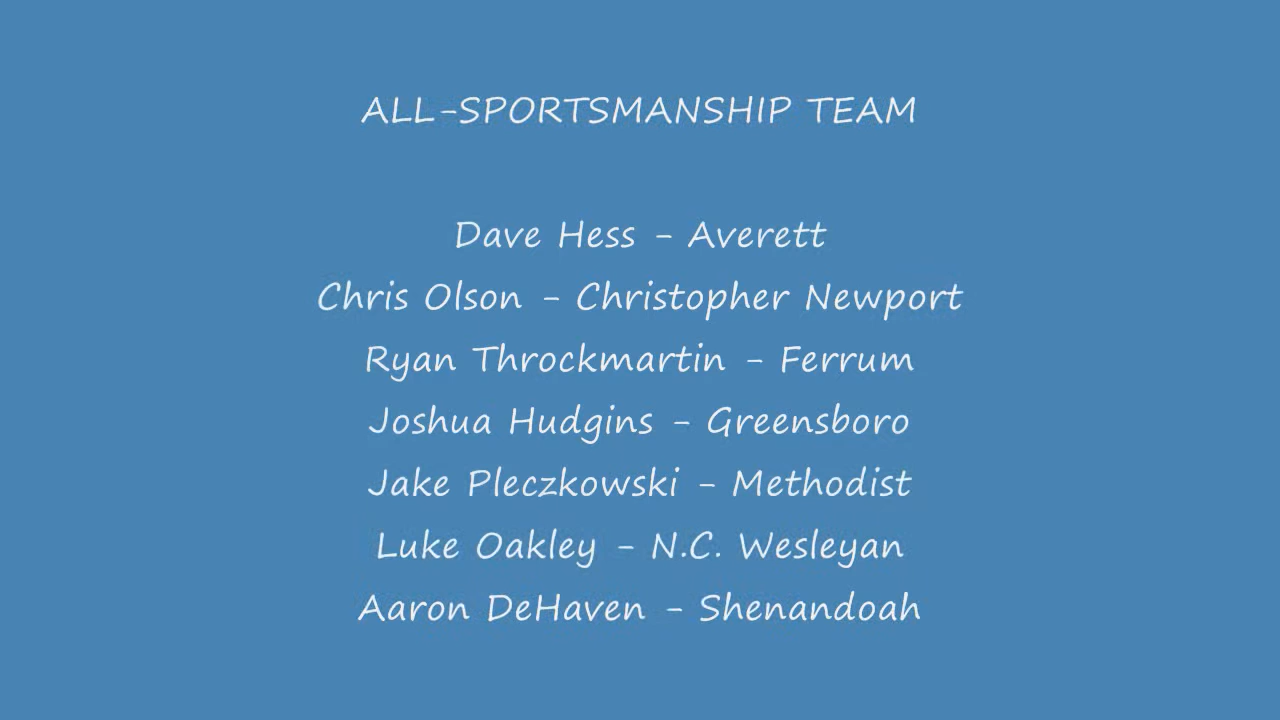 ALL-SPORTSMANSHIP TEAM
Dave Hess - Averett
Chris Olson - Christopher Newport
Ryan Throckmartin - Ferrum
Joshua Hudgins - Greensboro
Jake Pleczkowski - Methodist
Luke Oakley - N.C. Wesleyan
Aaron DeHaven - Shenandoah